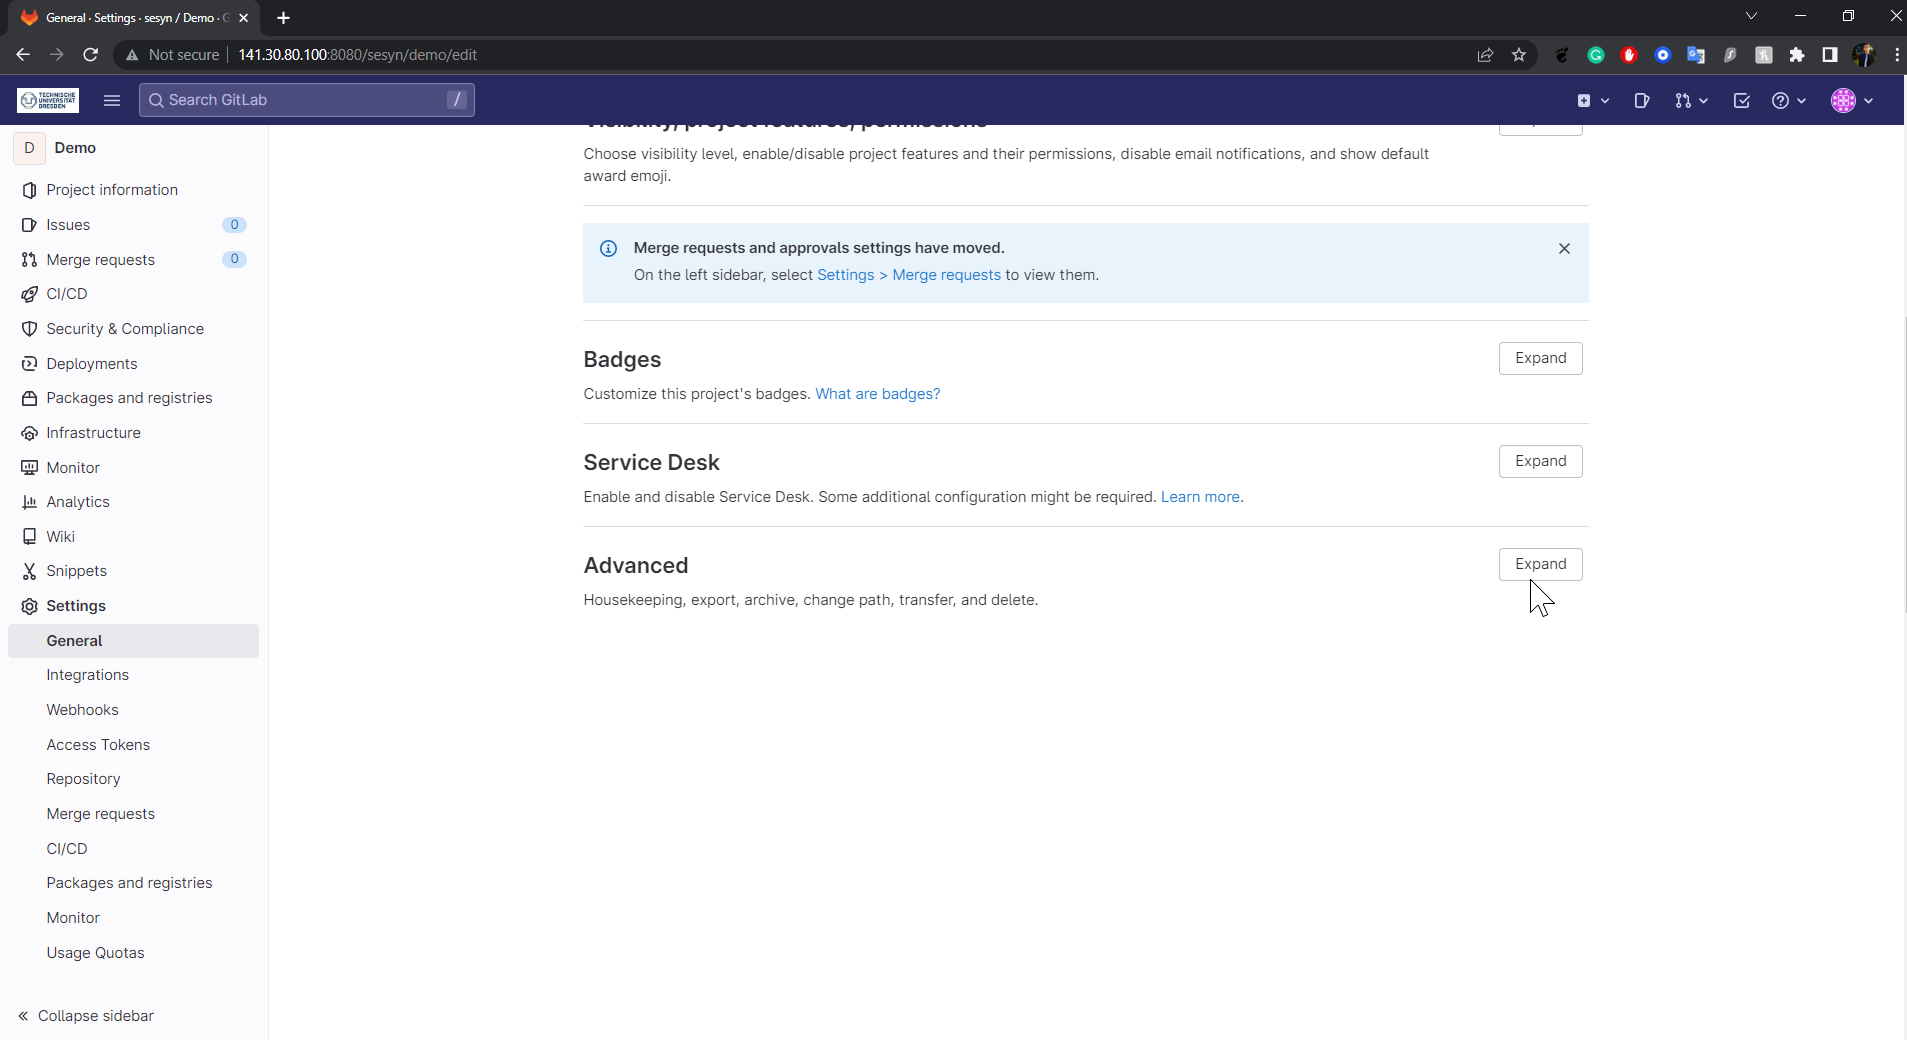 General · Settings · sesyn / Demo · G
Not secure
141.30.80.100:8080/sesyn/demo/edit
TECHNISCHE
UNIVERSITÄT
DRESDEN
Search GitLab
/
D
Demo
Project information
Issues
0
Merge requests
0
CI/CD
Security & Compliance
Deployments
Packages and registries
Infrastructure
Monitor
Analytics
Wiki
Snippets
Settings
General
Integrations
Webhooks
Access Tokens
Repository
Merge requests
CI/CD
Packages and registries
Monitor
Usage Quotas
Collapse sidebar
Visibility, project features, permissions
Choose visibility level, enable/disable project features and their permissions, disable email notifications, and show default
award emoji.
Merge requests and approvals settings have moved.
On the left sidebar, select Settings > Merge requests to view them.
Badges
Expand
Customize this project's badges. What are badges?
Service Desk
Expand
Enable and disable Service Desk. Some additional configuration might be required. Learn more.
Advanced
Expand
Housekeeping, export, archive, change path, transfer, and delete.